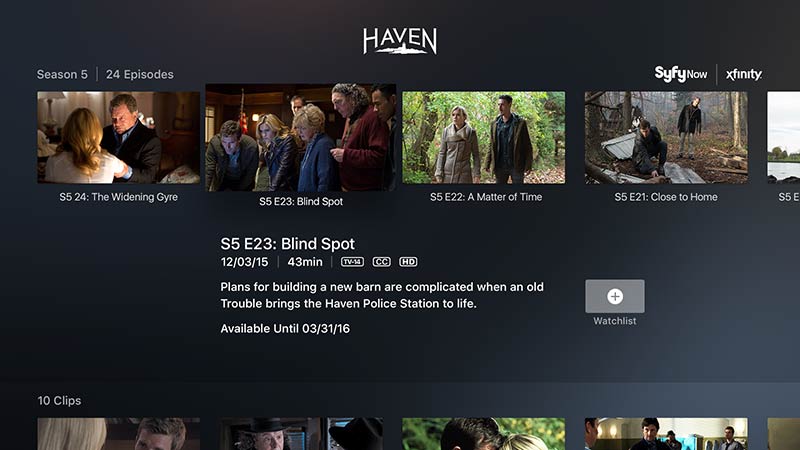 HAVEN
Season 5 | 24 Episodes
Syfy Now | xfinity
S5 24: The Widening Gyre
S5 E23: Blind Spot
S5 E22: A Matter of Time
S5 E21: Close to Home
S5 E
S5 E23: Blind Spot
12/03/15 | 43min | TV-14 CC HD
Plans for building a new barn are complicated when an old
Trouble brings the Haven Police Station to life.
Available Until 03/31/16
Watchlist
10 Clips